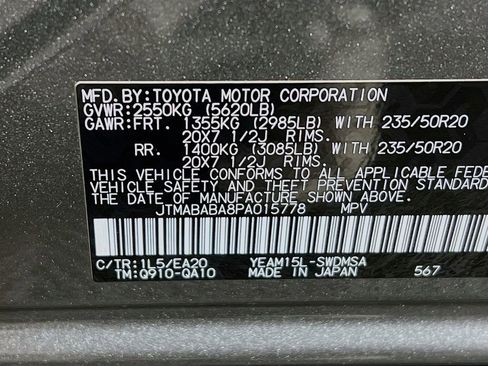 MFD. BY:TOYOTA MOTOR CORPORATION
GVWR:2550KG (5620LB)
GAWR:FRT. 1355KG (2985LB) WITH 235/50R20
20X7 1/2J RIMS.
RR. 1400KG (3085LB) WITH 235/50R20
20X7 1/2J RIMS.
THIS VEHICLE CONFORMS TO ALL APPLICABLE FEDE
MOTOR VEHICLE SAFETY AND THEFT PREVENTION STANDAR
THE DATE OF MANUFACTURE SHOWN ABOVE.
JTMABABA8PA015778 MPV
C/TR:1L5/EA20 YEAM15L-SWDMSA
TM:Q910-QA10 MADE IN JAPAN 567